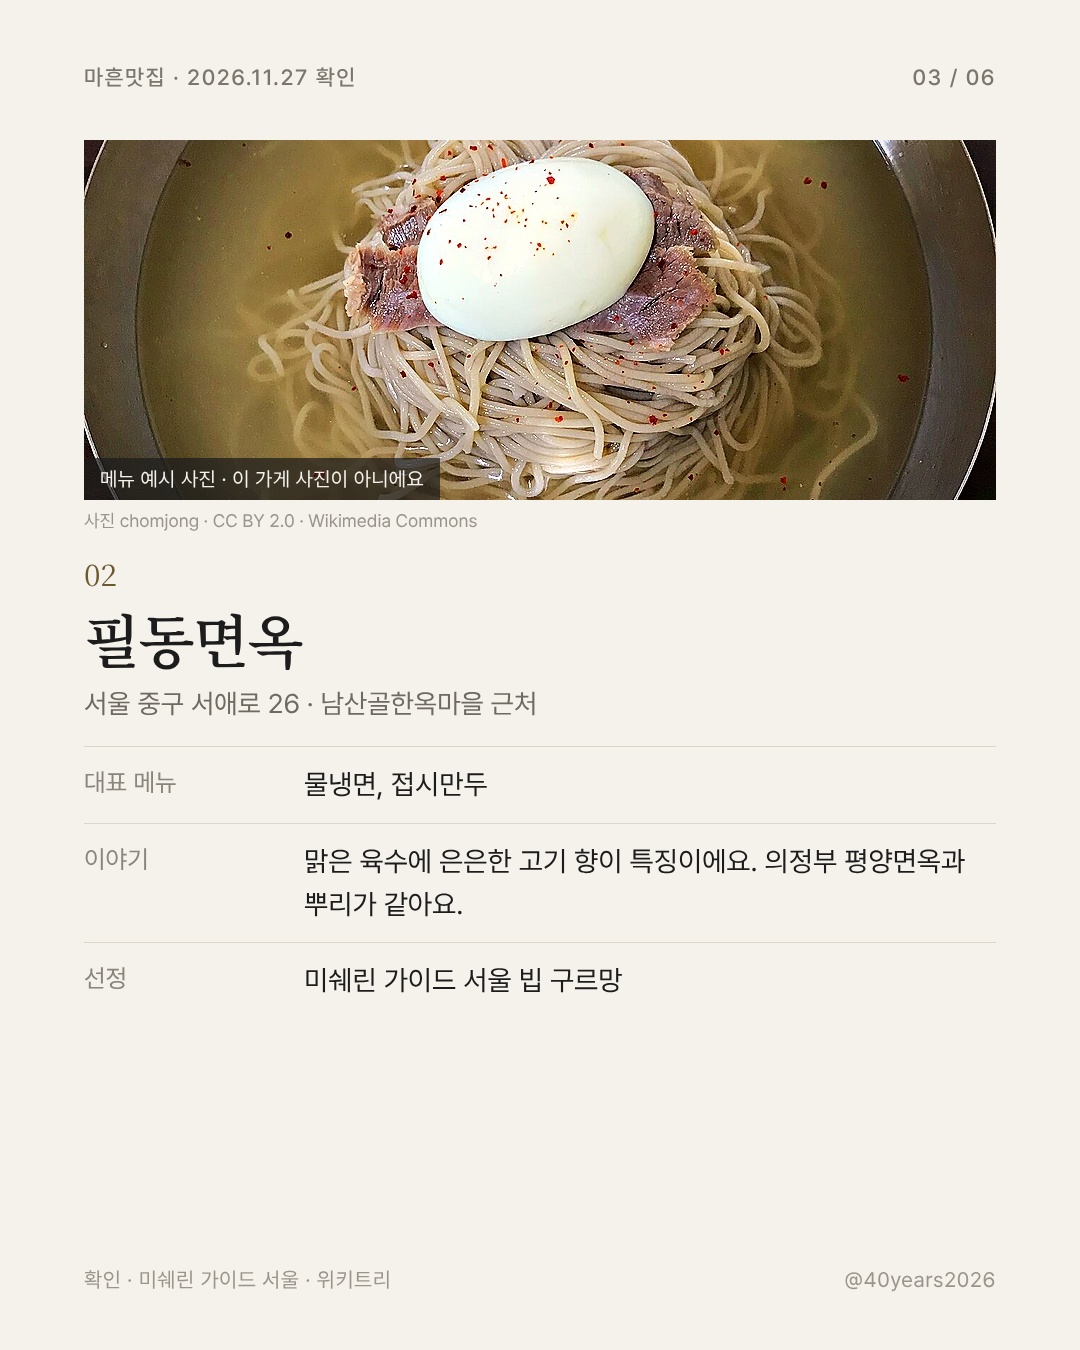 마흔맛집 · 2026.11.27 확인
03 / 06
메뉴 예시 사진 · 이 가게 사진이 아니에요
사진 chomjong · CC BY 2.0 · Wikimedia Commons
02
필동면옥
서울 중구 서애로 26 · 남산골한옥마을 근처
대표 메뉴
물냉면, 접시만두
이야기
맑은 육수에 은은한 고기 향이 특징이에요. 의정부 평양면옥과
뿌리가 같아요.
선정
미쉐린 가이드 서울 빕 구르망
확인 · 미쉐린 가이드 서울 · 위키트리
@40years2026